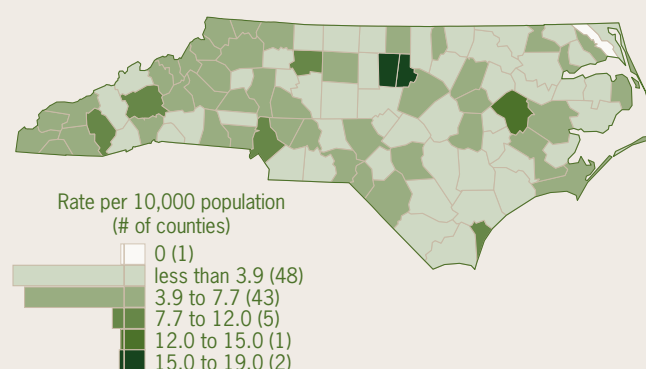 Rate per 10,000 population
(# of counties)
0 (1)
less than 3.9 (48)
3.9 to 7.7 (43)
7.7 to 12.0 (5)
12.0 to 15.0 (1)
15.0 to 19.0 (2)